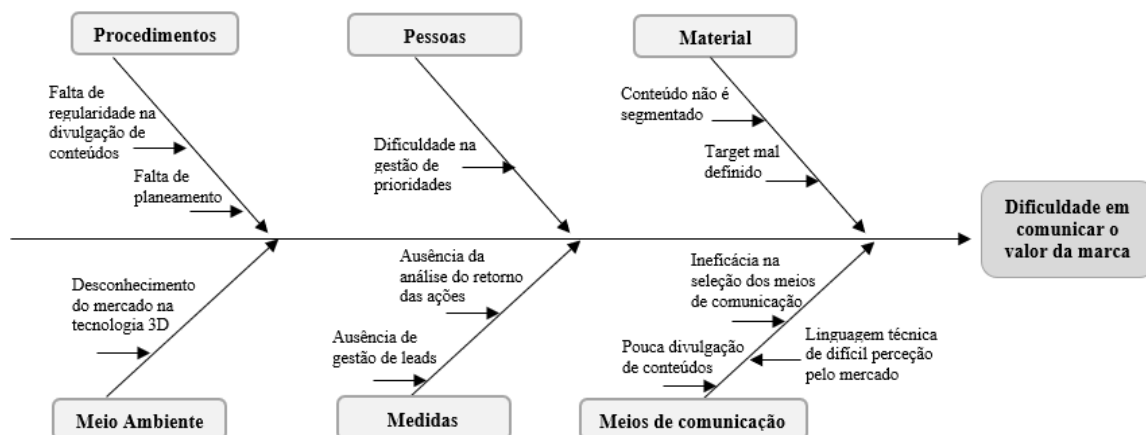 Procedimentos
Pessoas
Material
Falta de
regularidade na
divulgação de
conteúdos
Falta de
planeamento
Dificuldade na
gestão de
prioridades
Conteúdo não é
segmentado
Target mal
definido
Dificuldade em
comunicar o
valor da marca
Desconhecimento
do mercado na
tecnologia 3D
Ausência da
análise do retorno
das ações
Ausência de
gestão de leads
Ineficácia na
seleção dos meios
de comunicação
Pouca divulgação
de conteúdos
Linguagem técnica
de difícil perceção
pelo mercado
Meio Ambiente
Medidas
Meios de comunicação